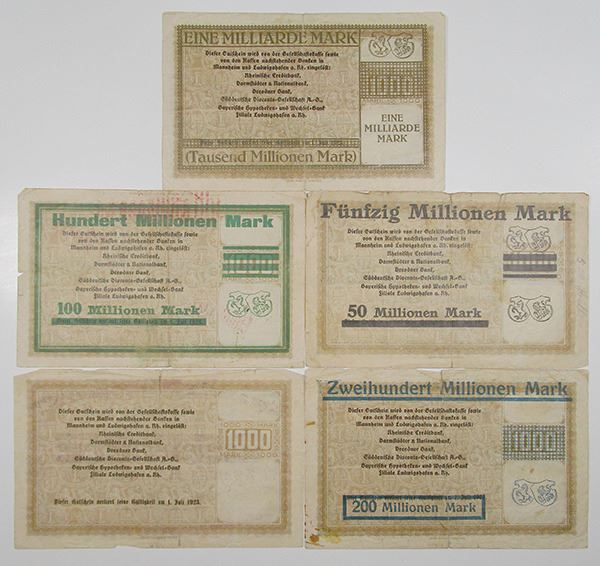 EINE MILLIARDE MARK
Dieser Gutschein wird von der Gesellschaftskasse sowie
von den Kassen nachstehender Banken in
Mannheim und Ludwigshafen a. Rh. eingelöst:
Rheinische Creditbank,
Darmstädter & Nationalbank,
Dresdner Bank,
Süddeutsche Disconto-Gesellschaft A.-G.,
Bayerische Hypotheken- und Wechsel-Bank
Filiale Ludwigshafen a. Rh.
EINE
MILLIARDE
MARK
(Tausend Millionen Mark)
Hundert Millionen Mark
Dieser Gutschein wird von der Gesellschaftskasse sowie
von den Kassen nachstehender Banken in
Mannheim und Ludwigshafen a. Rh. eingelöst:
Rheinische Creditbank,
Darmstädter & Nationalbank,
Dresdner Bank,
Süddeutsche Disconto-Gesellschaft A.-G.,
Bayerische Hypotheken- und Wechsel-Bank
Filiale Ludwigshafen a. Rh.
100 Millionen Mark
Fünfzig Millionen Mark
Dieser Gutschein wird von der Gesellschaftskasse sowie
von den Kassen nachstehender Banken in
Mannheim und Ludwigshafen a. Rh. eingelöst:
Rheinische Creditbank,
Darmstädter & Nationalbank,
Dresdner Bank,
Süddeutsche Disconto-Gesellschaft A.-G.,
Bayerische Hypotheken- und Wechsel-Bank
Filiale Ludwigshafen a. Rh.
50 Millionen Mark
Dieser Gutschein wird von der Gesellschaftskasse sowie
von den Kassen nachstehender Banken in
Mannheim und Ludwigshafen a. Rh. eingelöst:
Rheinische Creditbank,
Darmstädter & Nationalbank,
Dresdner Bank,
Süddeutsche Disconto-Gesellschaft A.-G.,
Bayerische Hypotheken- und Wechsel-Bank
Filiale Ludwigshafen a. Rh.
1000
Dieser Gutschein verliert seine Gültigkeit am 1. Juli 1923.
Zweihundert Millionen Mark
Dieser Gutschein wird von der Gesellschaftskasse sowie
von den Kassen nachstehender Banken in
Mannheim und Ludwigshafen a. Rh. eingelöst:
Rheinische Creditbank,
Darmstädter & Nationalbank,
Dresdner Bank,
Süddeutsche Disconto-Gesellschaft A.-G.,
Bayerische Hypotheken- und Wechsel-Bank
Filiale Ludwigshafen a. Rh.
200 Millionen Mark